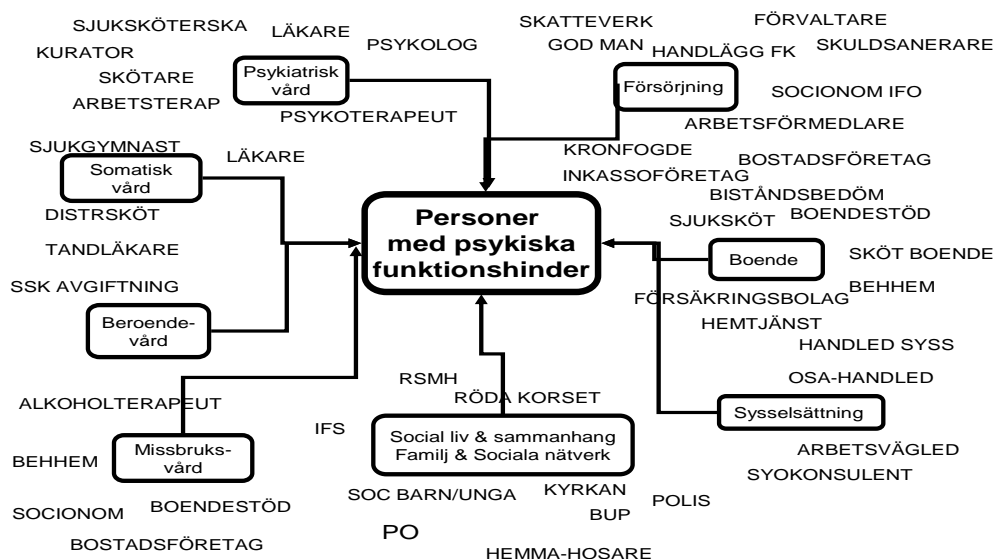 SJUKSKÖTERSKA
LÄKARE
PSYKOLOG
KURATOR
SKÖTARE
ARBETSTERAP
Psykiatrisk
vård
PSYKOTERAPEUT
SKATTEVERK
FÖRVALTARE
GOD MAN
HANDLÄGG FK
SKULDSANERARE
Försörjning
SOCIONOM IFO
ARBETSFÖRMEDLARE
KRONFOGDE
INKASSOFÖRETAG
BOSTADSFÖRETAG
SJUKGYMNAST
LÄKARE
Somatisk
vård
DISTRSKÖT
TANDLÄKARE
Personer
med psykiska
funktionshinder
BISTÅNDSBEDÖM
SJUKSKÖT
BOENDESTÖD
Boende
SKÖT BOENDE
BEHHEM
FÖRSÄKRINGSBOLAG
HEMTJÄNST
SSK AVGIFTNING
Beroende-
vård
HANDLED SYSS
OSA-HANDLED
Sysselsättning
ARBETSVÄGLED
SYOKONSULENT
ALKOHOLTERAPEUT
Missbruks-
vård
BEHHEM
SOCIONOM
BOENDESTÖD
BOSTADSFÖRETAG
RSMH
RÖDA KORSET
IFS
Social liv & sammanhang
Familj & Sociala nätverk
SOC BARN/UNGA
KYRKAN
POLIS
BUP
PO
HEMMA-HOSARE